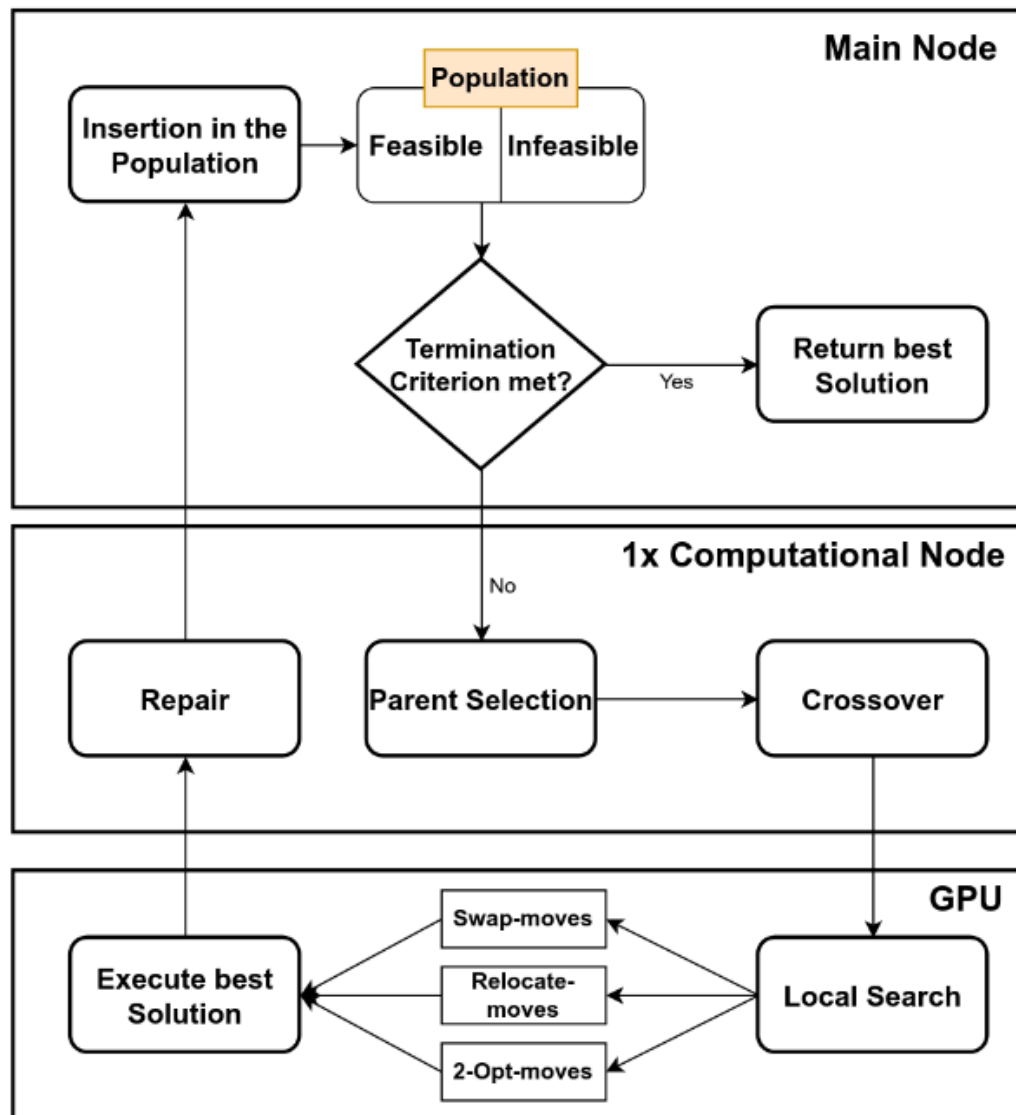 Main Node
Population
Insertion in the
Population
Feasible
Infeasible
Termination
Criterion met?
Yes
Return best
Solution
1x Computational Node
No
Repair
Parent Selection
Crossover
GPU
Swap-moves
Execute best
Solution
Relocate-
moves
Local Search
2-Opt-moves